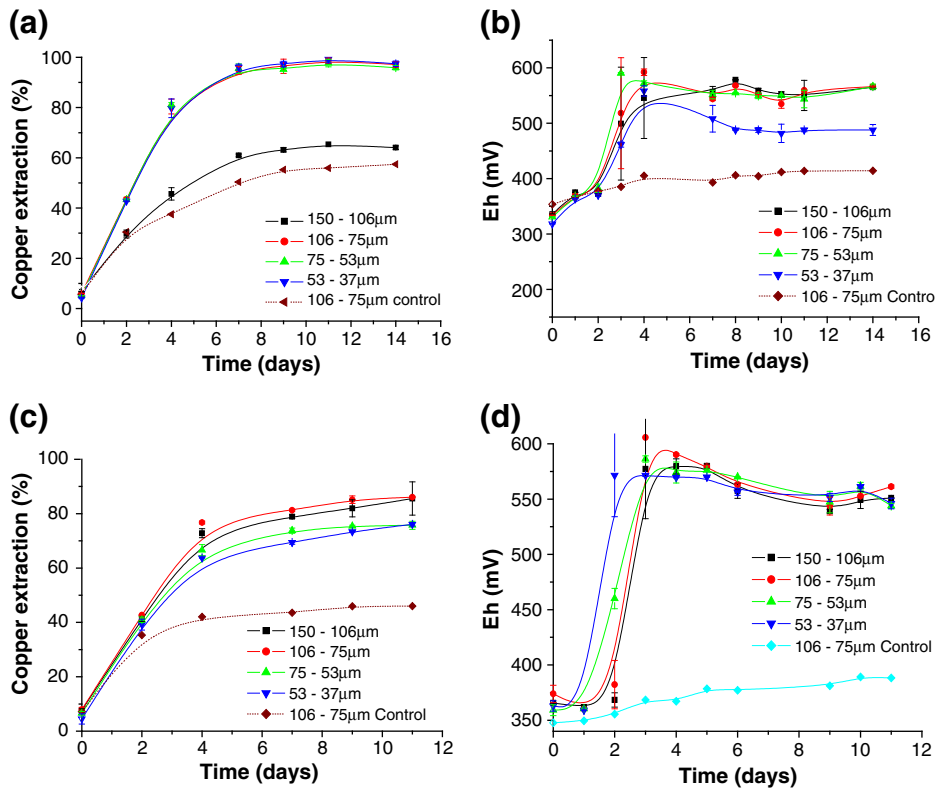 (a)
Copper extraction (%)
100
80
60
40
20
0
0 2 4 6 8 10 12 14 16
Time (days)
150 - 106μm
106 - 75μm
75 - 53μm
53 - 37μm
106 - 75μm control
(b)
Eh (mV)
600
500
400
300
200
0 2 4 6 8 10 12 14 16
Time (days)
150 - 106μm
106 - 75μm
75 - 53μm
53 - 37μm
106 - 75μm Contro
(c)
Copper extraction (%)
100
80
60
40
20
0
0 2 4 6 8 10 12
Time (days)
150 - 106μm
106 - 75μm
75 - 53μm
53 - 37μm
106 - 75μm Control
(d)
Eh (mV)
600
550
500
450
400
350
0 2 4 6 8 10 12
Time (days)
150 - 106μm
106 - 75μm
75 - 53μm
53 - 37μm
106 - 75μm Control